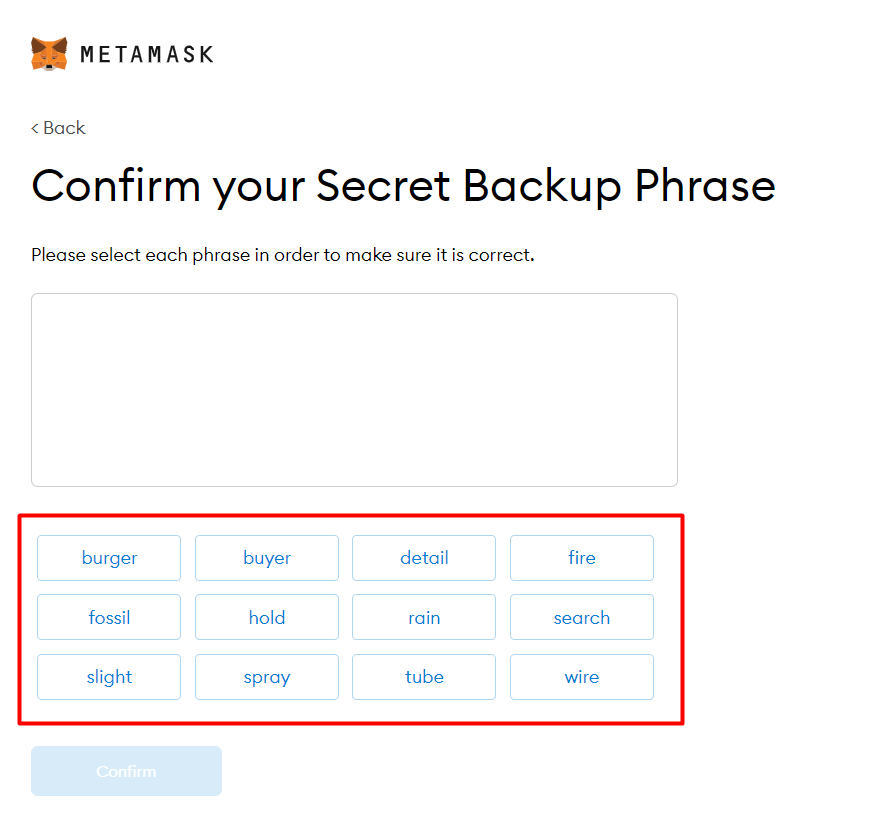 METAMASK
< Back
Confirm your Secret Backup Phrase
Please select each phrase in order to make sure it is correct.
burger buyer detail fire
fossil hold rain search
slight spray tube wire
Confirm